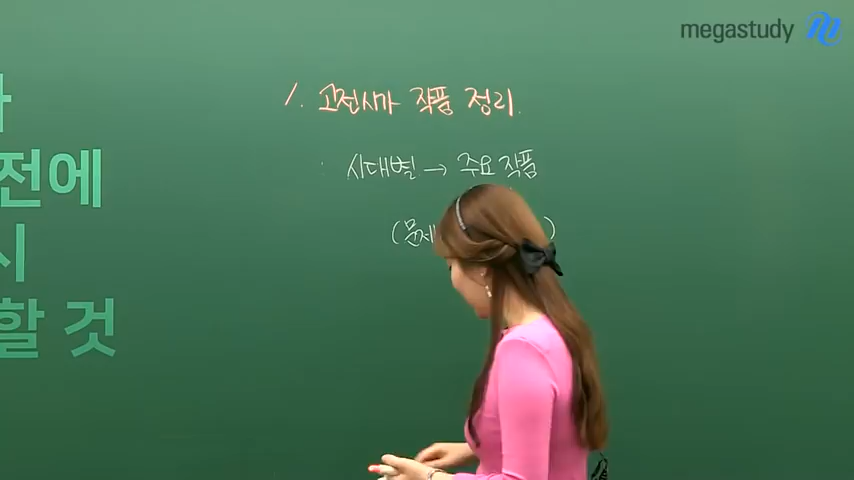 megastudy
1. 고전시가 작품 정리.
· 시대별 → 주요 작품
(문제 )
전에
시
할 것